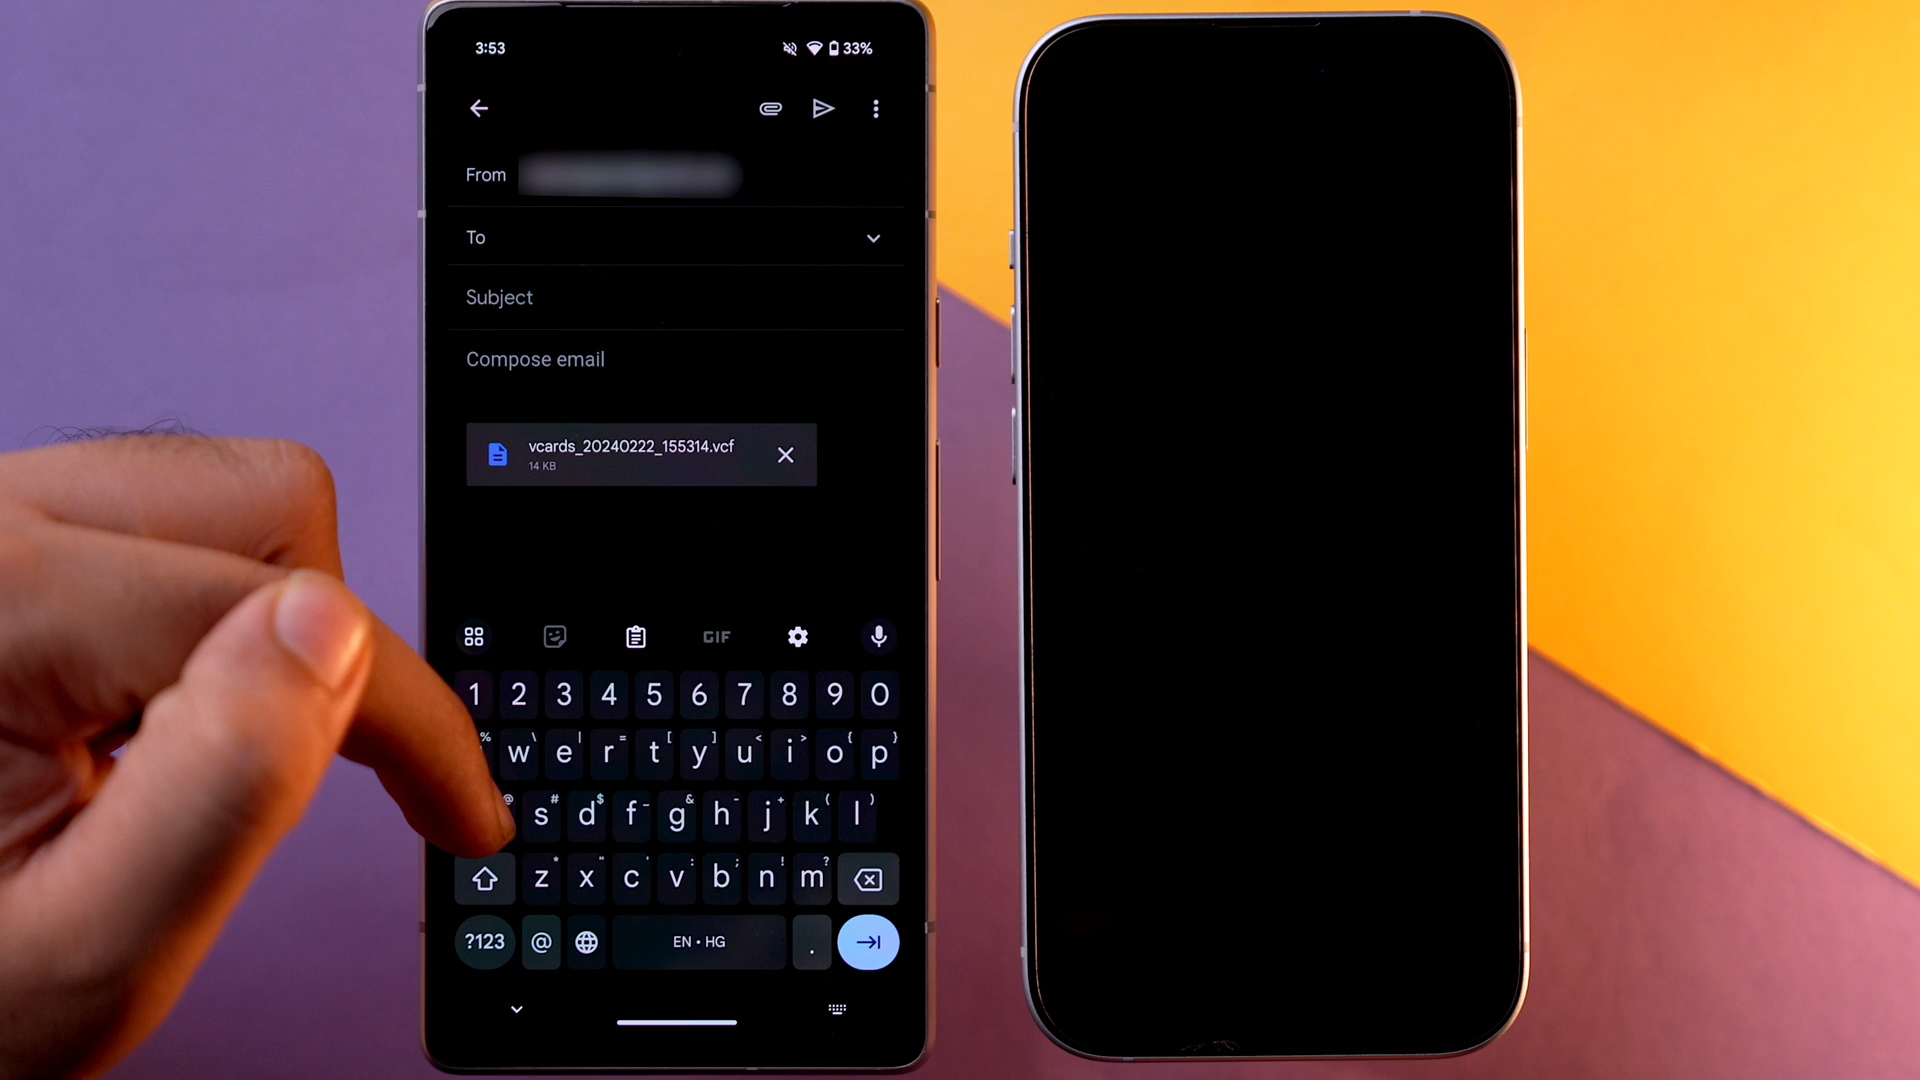 3:53 33%
From
To
Subject
Compose email
vcards_20240222_155314.vcf
14 KB
GIF
1 2 3 4 5 6 7 8 9 0
% \ | = [ ] < > { }
w e r t y u i o p
@ # $ - & - + ( )
s d f g h j k l
* " ' : ; ! ?
z x c v b n m
?123 @ EN • HG .